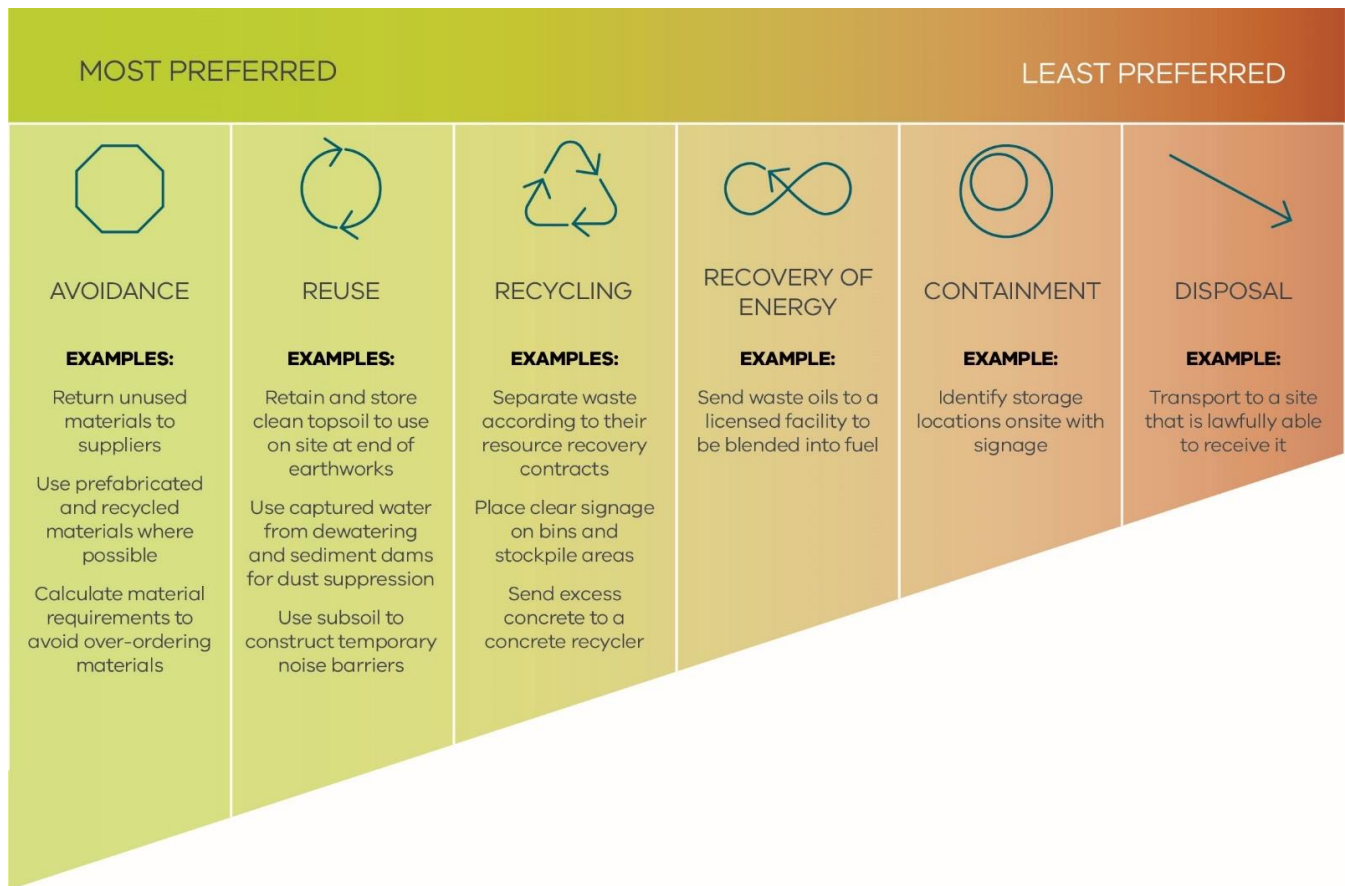 MOST PREFERRED
LEAST PREFERRED
AVOIDANCE
EXAMPLES:
Return unused
materials to
suppliers
Use prefabricated
and recycled
materials where
possible
Calculate material
requirements to
avoid over-ordering
materials
REUSE
EXAMPLES:
Retain and store
clean topsoil to use
on site at end of
earthworks
Use captured water
from dewatering
and sediment dams
for dust suppression
Use subsoil to
construct temporary
noise barriers
RECYCLING
EXAMPLES:
Separate waste
according to their
resource recovery
contracts
Place clear signage
on bins and
stockpile areas
Send excess
concrete to a
concrete recycler
RECOVERY OF
ENERGY
EXAMPLE:
Send waste oils to a
licensed facility to
be blended into fuel
CONTAINMENT
EXAMPLE:
Identify storage
locations onsite with
signage
DISPOSAL
EXAMPLE:
Transport to a site
that is lawfully able
to receive it